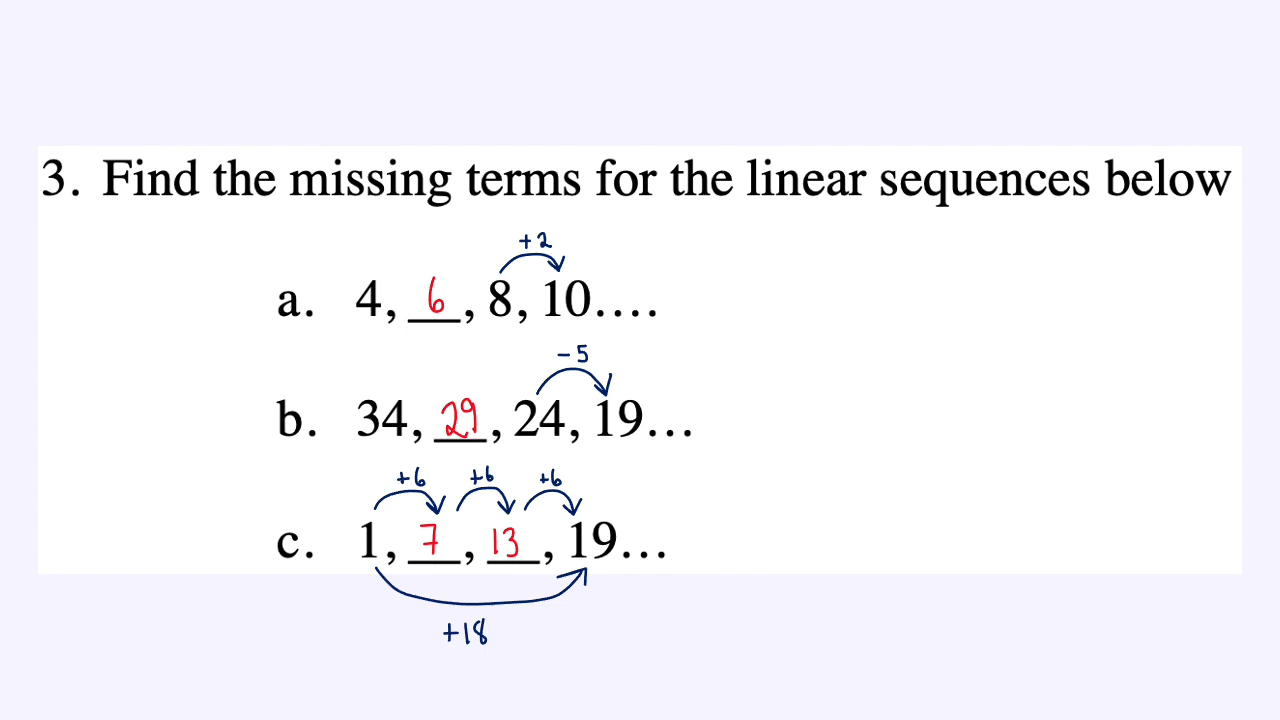 3. Find the missing terms for the linear sequences below
+2
a. 4, 6, 8, 10....
-5
b. 34, 29, 24, 19...
+6 +6 +6
c. 1, 7, 13, 19...
+18